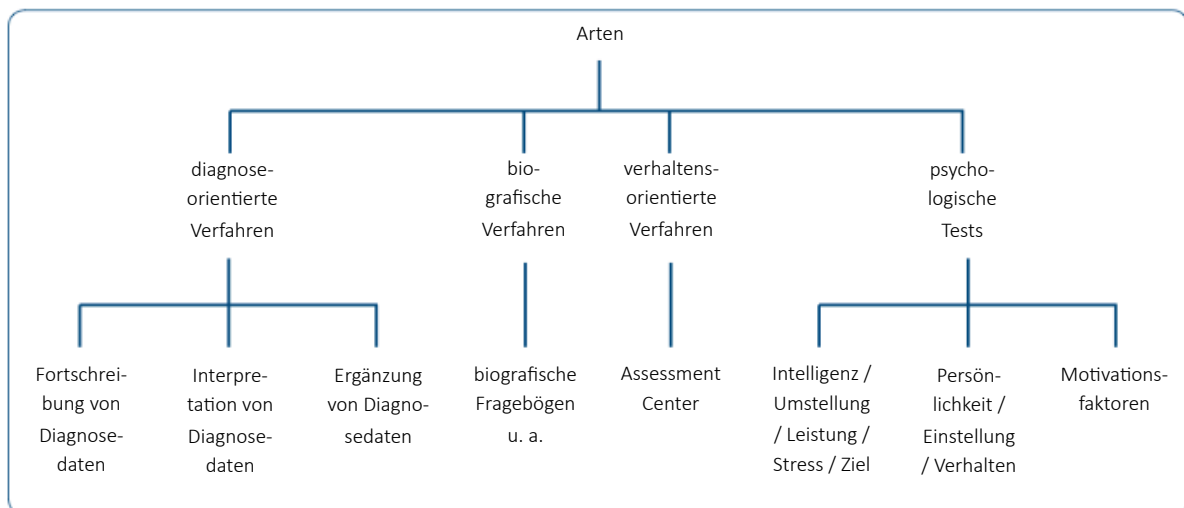 Arten
diagnose-
orientierte
Verfahren
bio-
grafische
Verfahren
verhaltens-
orientierte
Verfahren
psycho-
logische
Tests
Fortschrei-
bung von
Diagnose-
daten
Interpre-
tation von
Diagnose-
daten
Ergänzung
von Diagno-
sedaten
biografische
Fragebögen
u. a.
Assessment
Center
Intelligenz /
Umstellung
/ Leistung /
Stress / Ziel
Persön-
lichkeit /
Einstellung
/ Verhalten
Motivations-
faktoren